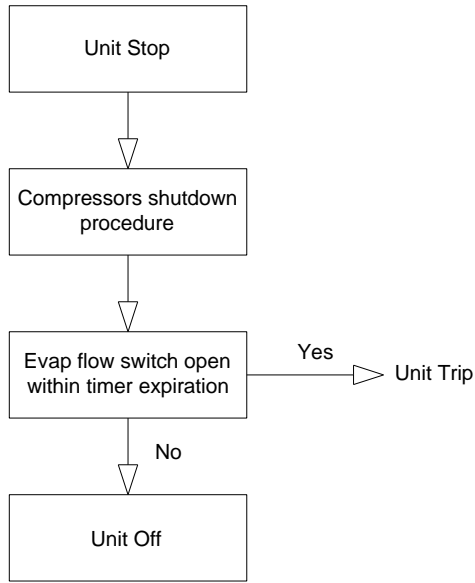 Unit Stop
Compressors shutdown
procedure
Evap flow switch open
within timer expiration
Yes
Unit Trip
No
Unit Off